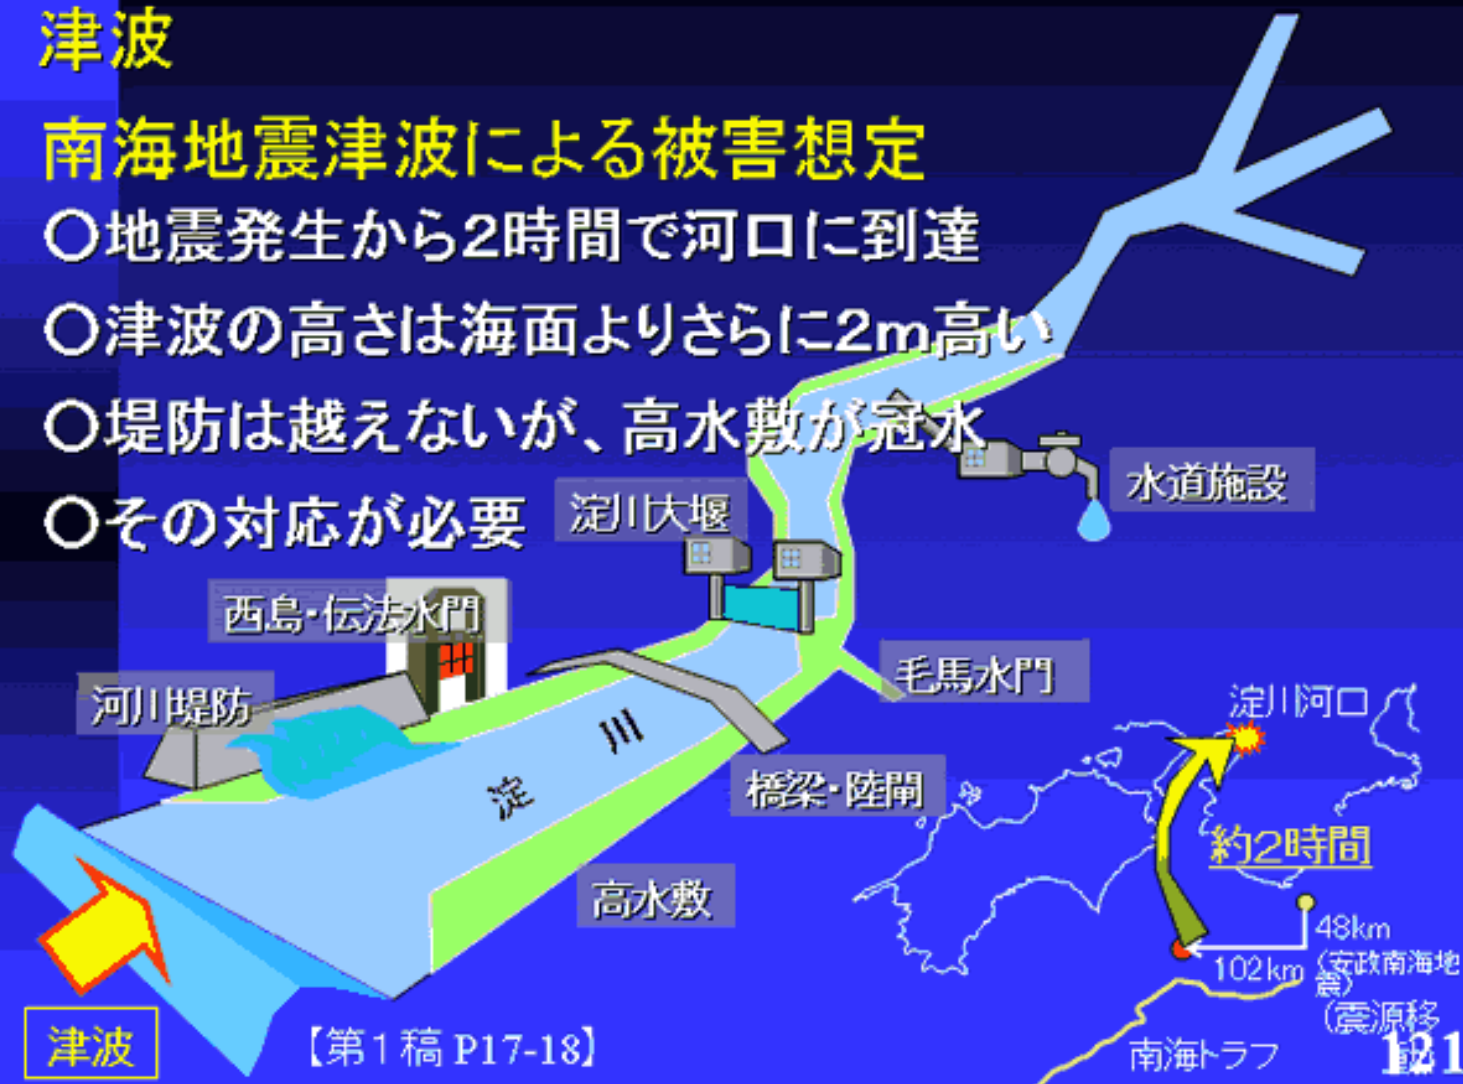 津波
南海地震津波による被害想定
○地震発生から2時間で河口に到達
○津波の高さは海面よりさらに2m高い
○堤防は越えないが、高水敷が冠水
○その対応が必要
淀川大堰
水道施設
西島・伝法水門
河川堤防
毛馬水門
淀川
橋梁・陸閘
高水敷
淀川河口
約2時間
48km
102km
（安政南海地
震）
（震源移
南海トラフ
津波
【第1稿 P17-18】
121